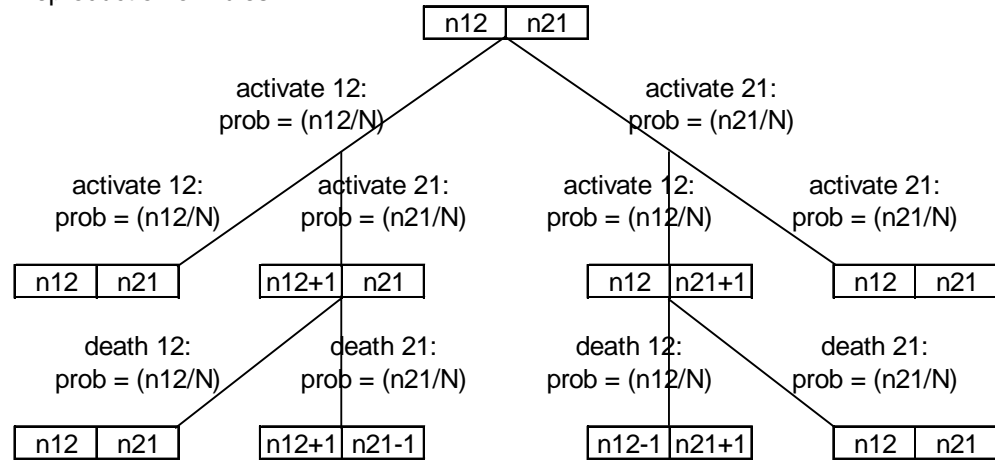 n12 n21
activate 12: activate 21:
prob = (n12/N) prob = (n21/N)
activate 12: activate 21: activate 12: activate 21:
prob = (n12/N) prob = (n21/N) prob = (n12/N) prob = (n21/N)
n12 n21 n12+1 n21 n12 n21+1 n12 n21
death 12: death 21: death 12: death 21:
prob = (n12/N) prob = (n21/N) prob = (n12/N) prob = (n21/N)
n12 n21 n12+1 n21-1 n12-1 n21+1 n12 n21